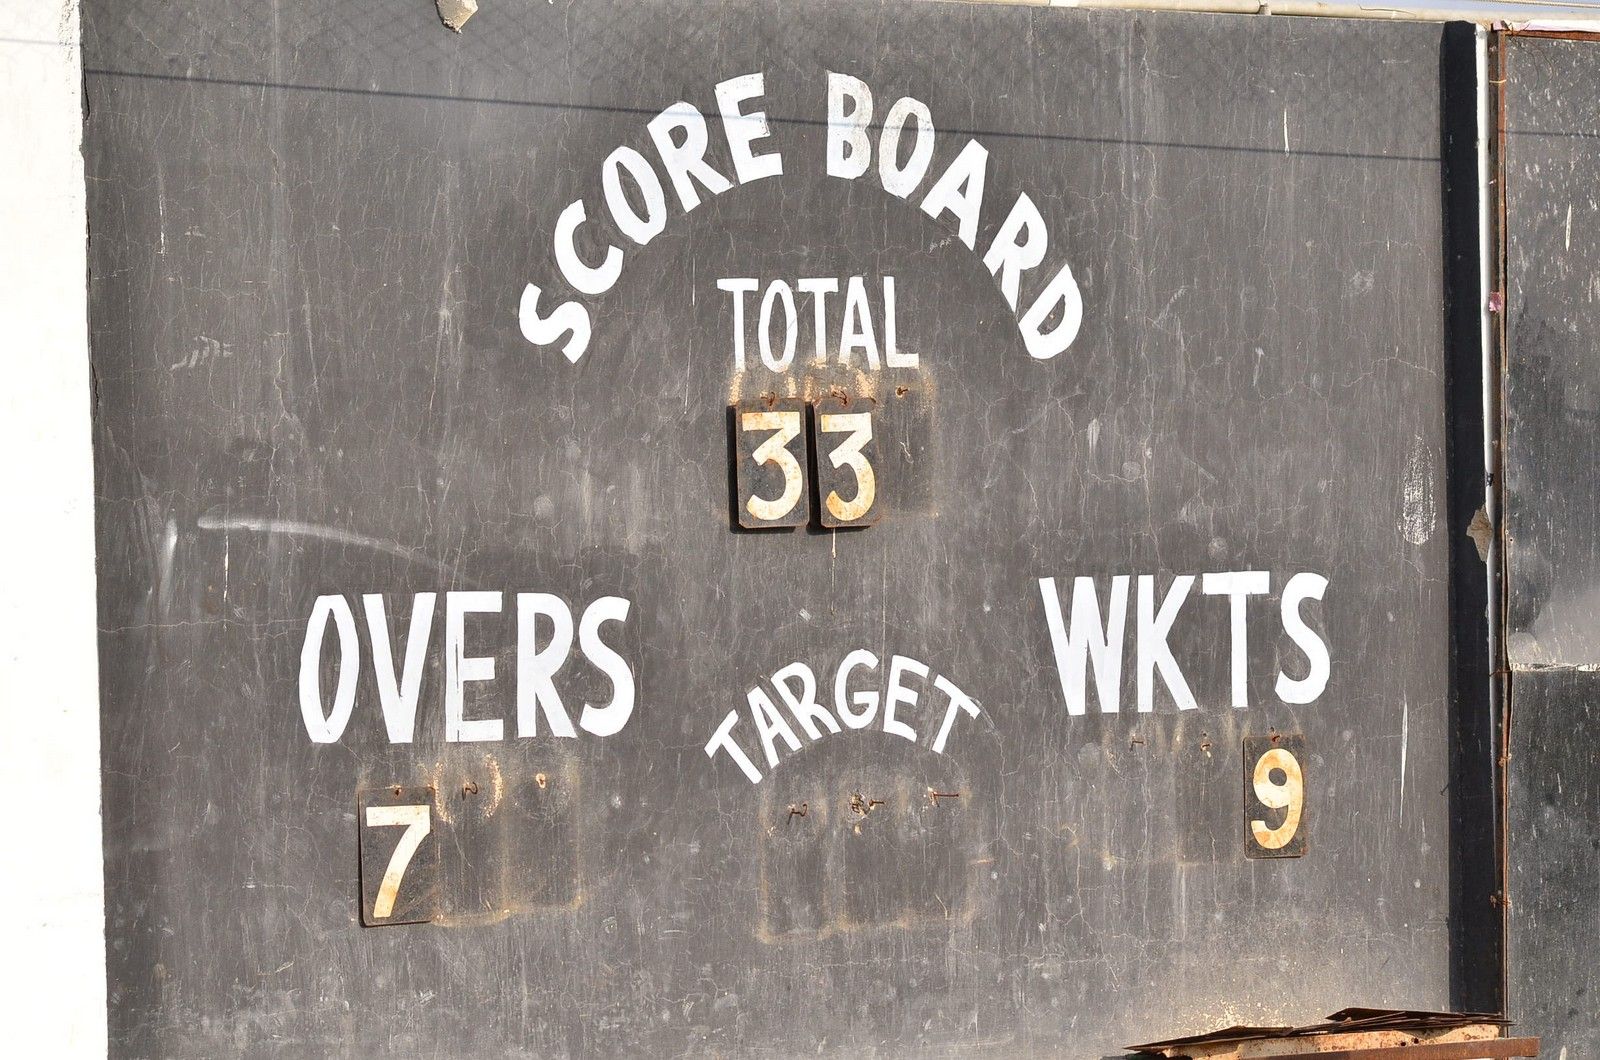 SCORE BOARD
TOTAL
33
OVERS
TARGET
WKTS
7
9